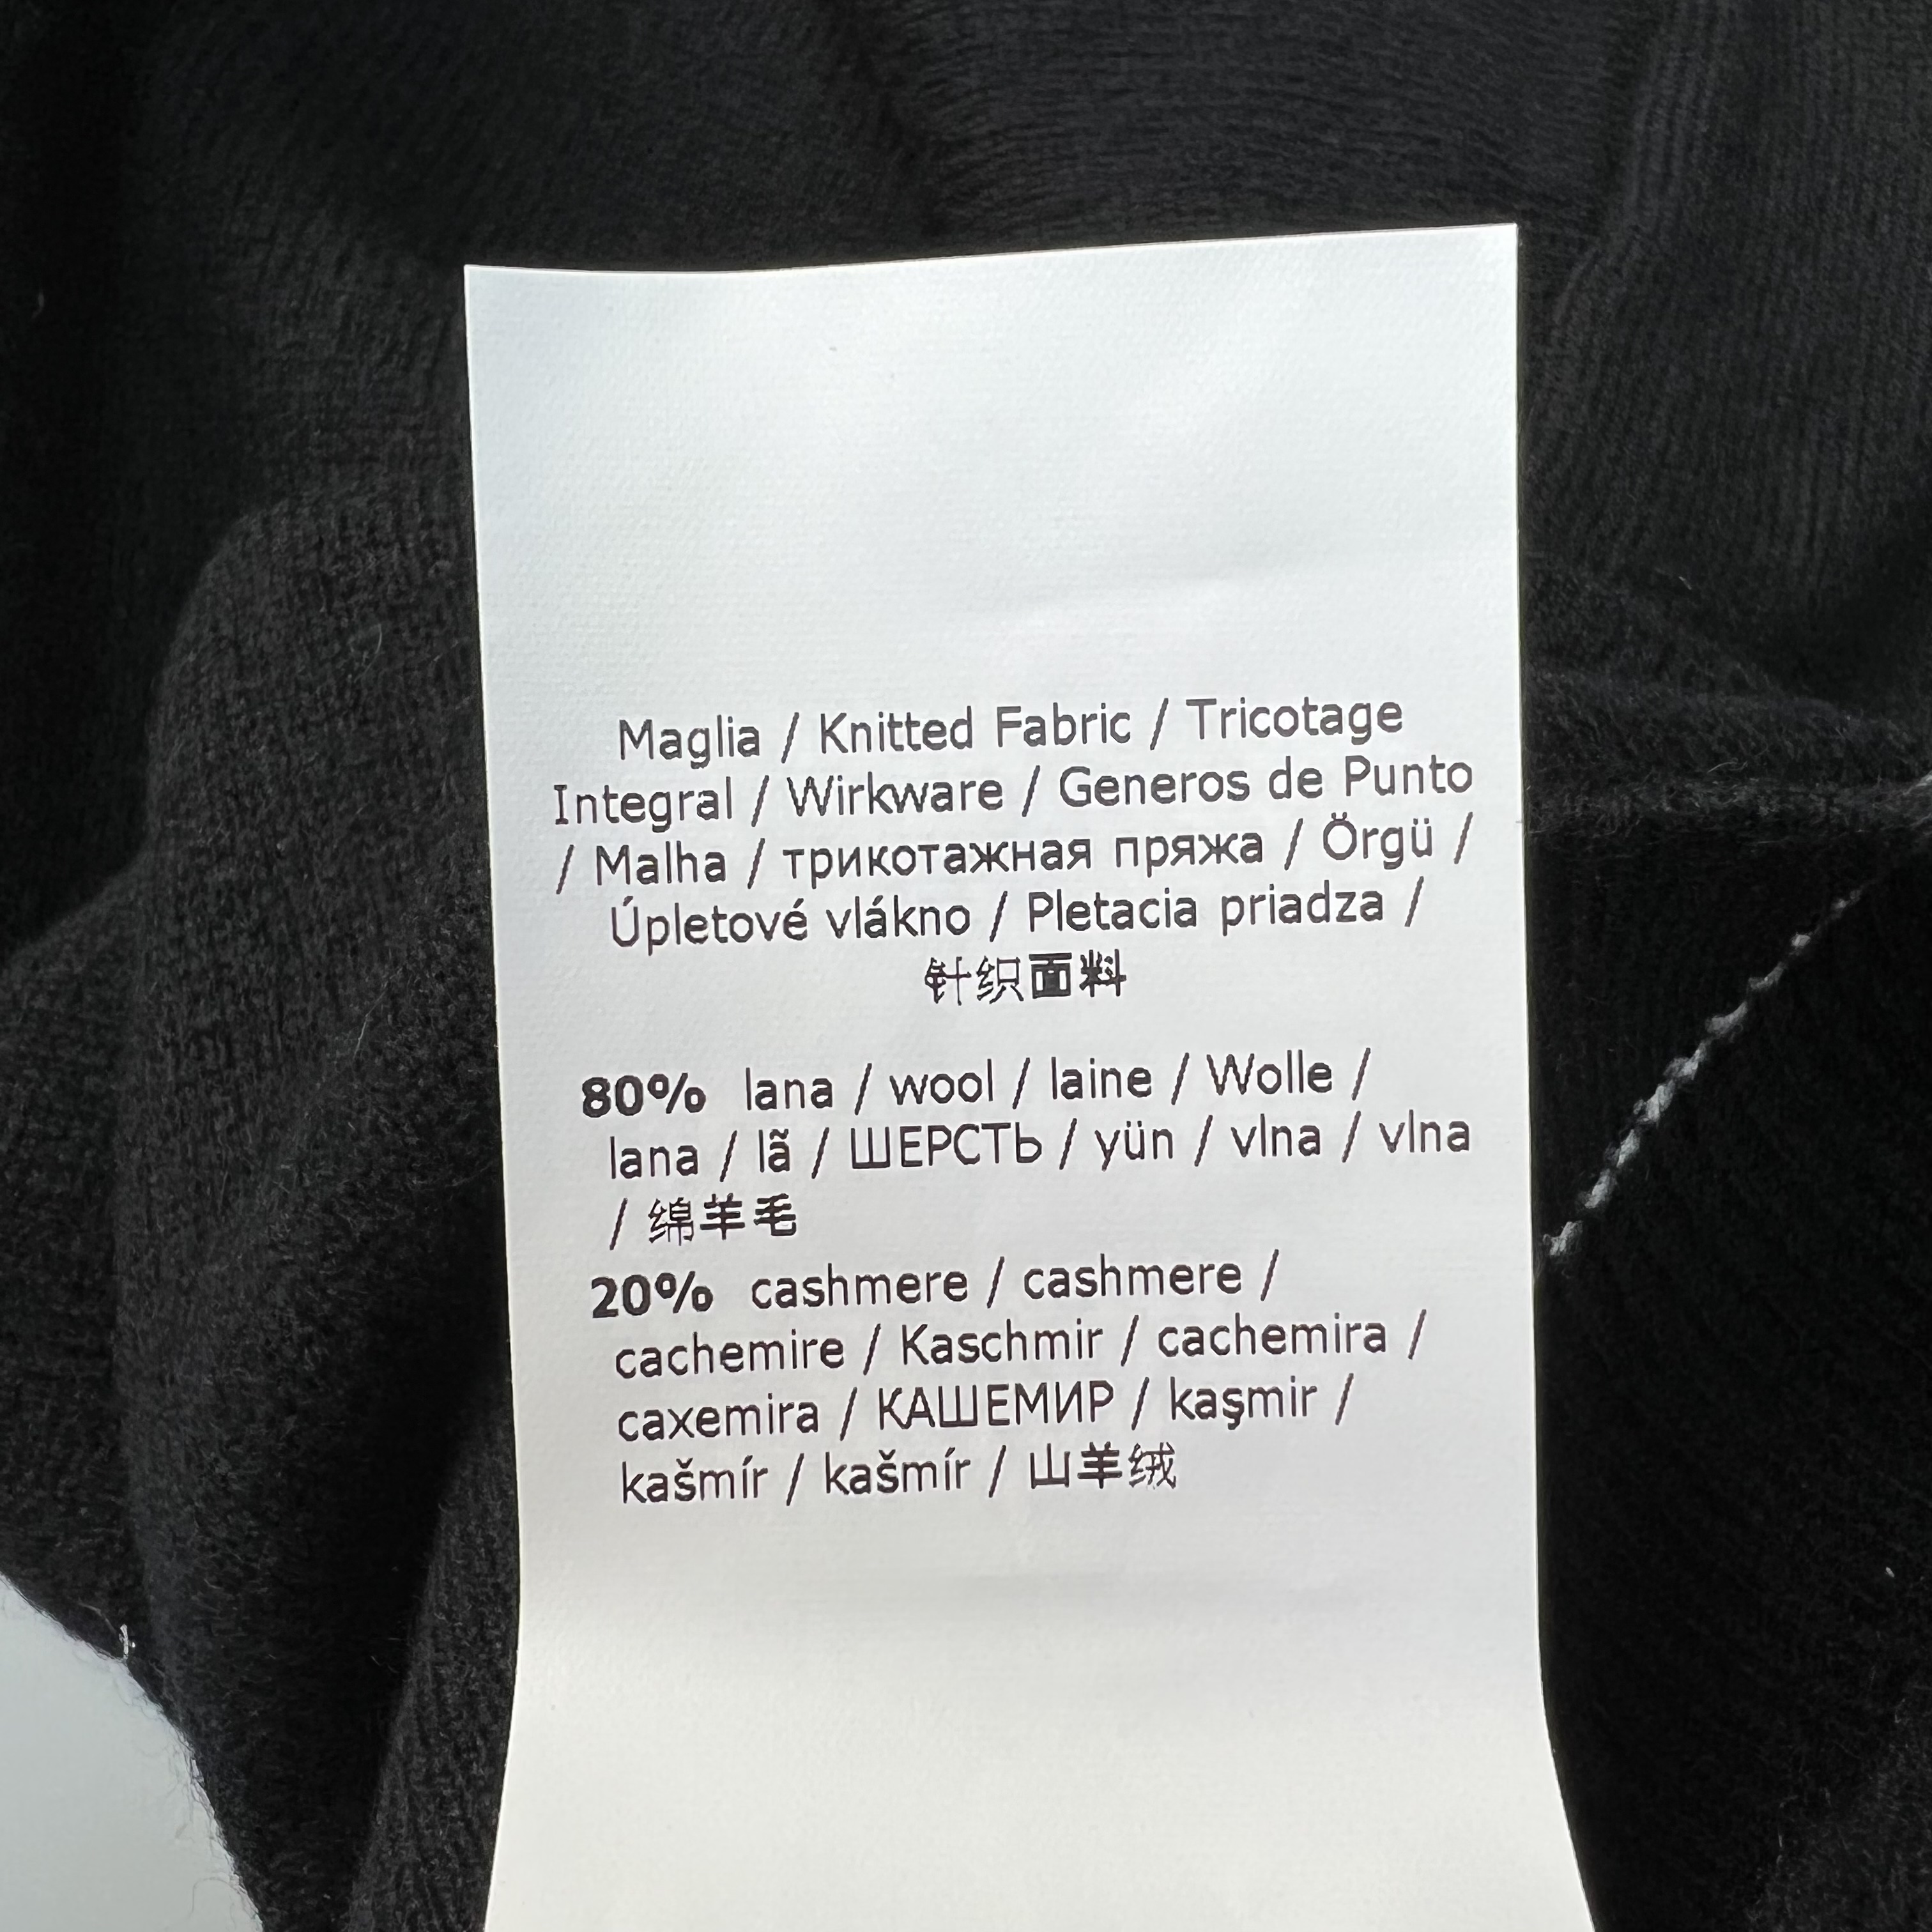 Maglia / Knitted Fabric / Tricotage
Integral / Wirkware / Generos de Punto
/ Malha / трикотажная пряжа / Örgü /
Úpletové vlákno / Pletacia priadza /
针织面料
80% lana / wool / laine / Wolle /
lana / lã / ШЕРСТЬ / yün / vlna / vlna
/ 绵羊毛
20% cashmere / cashmere /
cachemire / Kaschmir / cachemira /
caxemira / КАШЕМИР / kaşmir /
kašmír / kašmír / 山羊绒